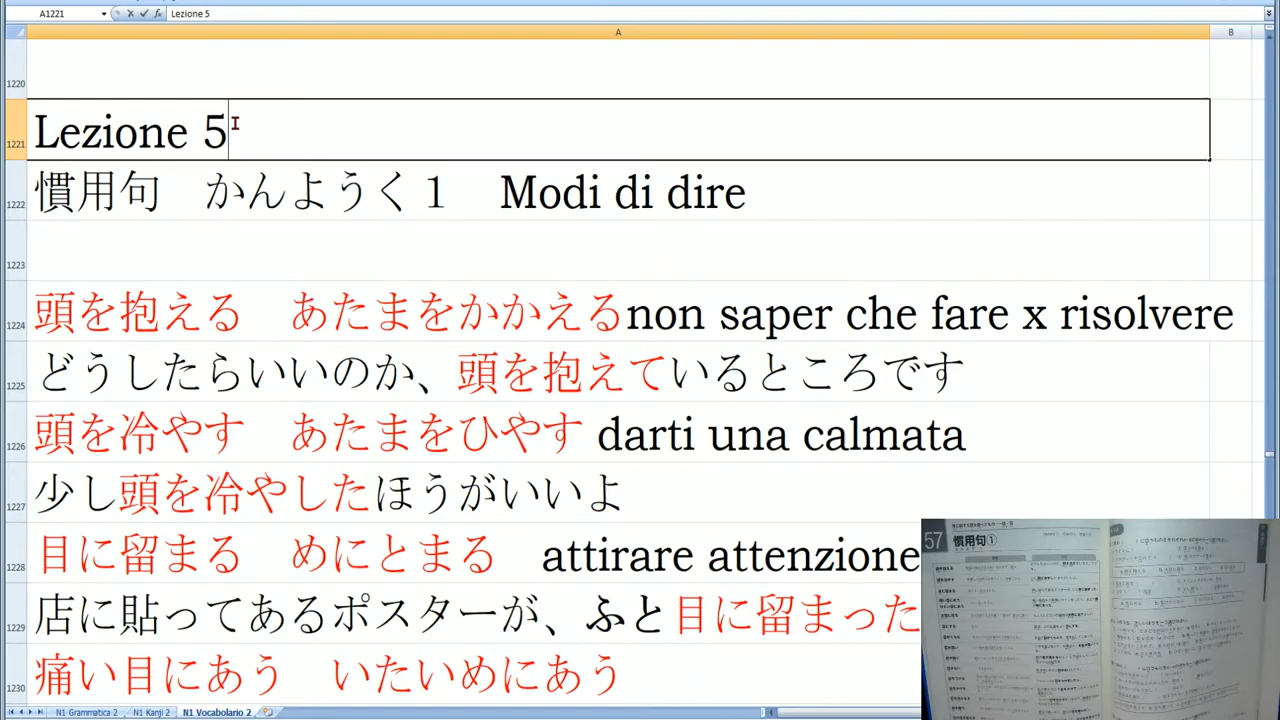 A1221
Lezione 5
A
B
1220
1221
Lezione 5
1222
慣用句 かんようく１ Modi di dire
1223
1224
頭を抱える あたまをかかえるnon saper che fare x risolvere
1225
どうしたらいいのか、頭を抱えているところです
1226
頭を冷やす あたまをひやす darti una calmata
1227
少し頭を冷やしたほうがいいよ
1228
目に留まる めにとまる attirare attenzione
1229
店に貼ってあるポスターが、ふと目に留まった
1230
痛い目にあう いたいめにあう
57
慣用句①
N1 Grammatica 2
N1 Kanji 2
N1 Vocabolario 2